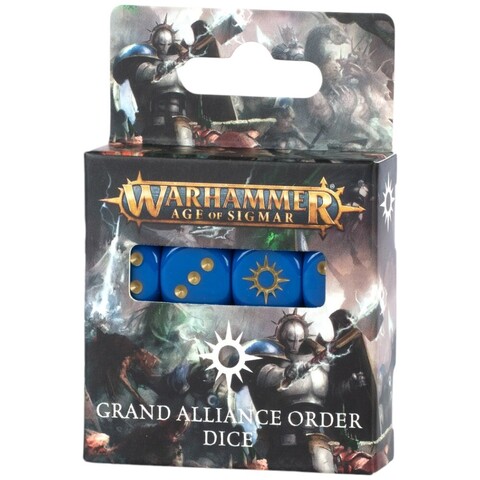 WARHAMMER
AGE OF SIGMAR
GRAND ALLIANCE ORDER
DICE